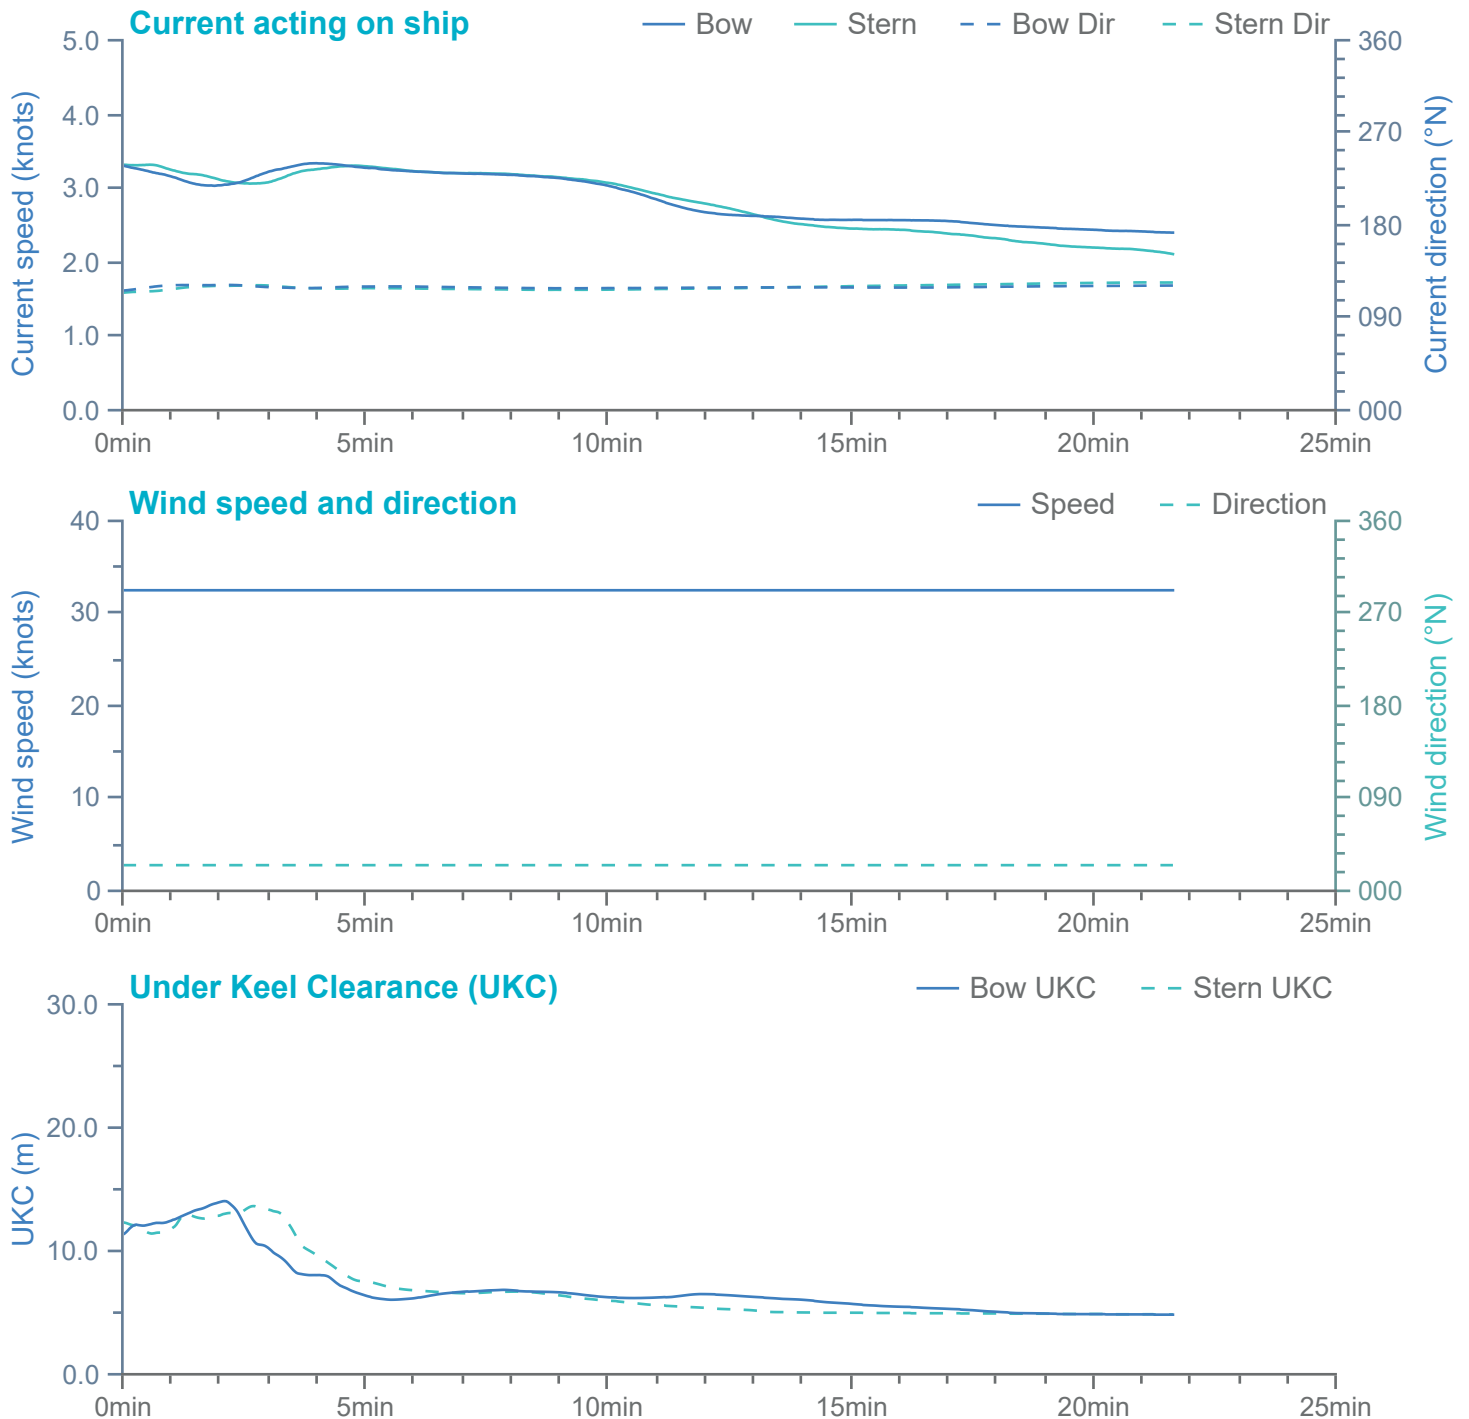 Current acting on ship
Bow Stern Bow Dir Stern Dir
Current speed (knots)
5.0
4.0
3.0
2.0
1.0
0.0
360
270
180
090
000
Current direction (°N)
0min 5min 10min 15min 20min 25min
Wind speed and direction
Speed Direction
Wind speed (knots)
40
30
20
10
0
360
270
180
090
000
Wind direction (°N)
0min 5min 10min 15min 20min 25min
Under Keel Clearance (UKC)
Bow UKC Stern UKC
UKC (m)
30.0
20.0
10.0
0.0
0min 5min 10min 15min 20min 25min